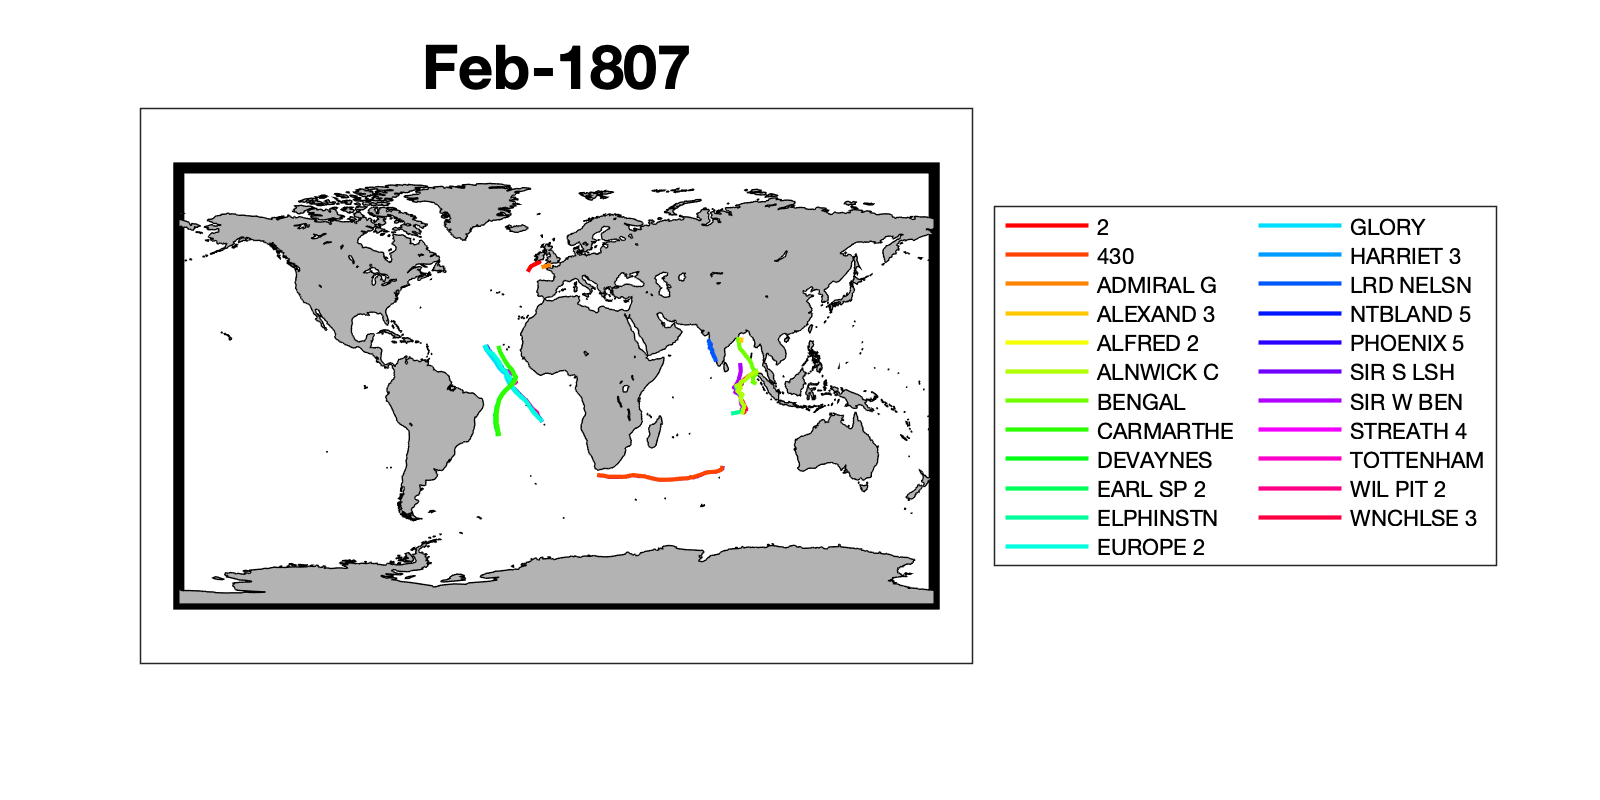 Feb-1807
2
430
ADMIRAL G
ALEXAND 3
ALFRED 2
ALNWICK C
BENGAL
CARMARTHE
DEVAYNES
EARL SP 2
ELPHINSTN
EUROPE 2
GLORY
HARRIET 3
LRD NELSN
NTBLAND 5
PHOENIX 5
SIR S LSH
SIR W BEN
STREATH 4
TOTTENHAM
WIL PIT 2
WNCHLSE 3